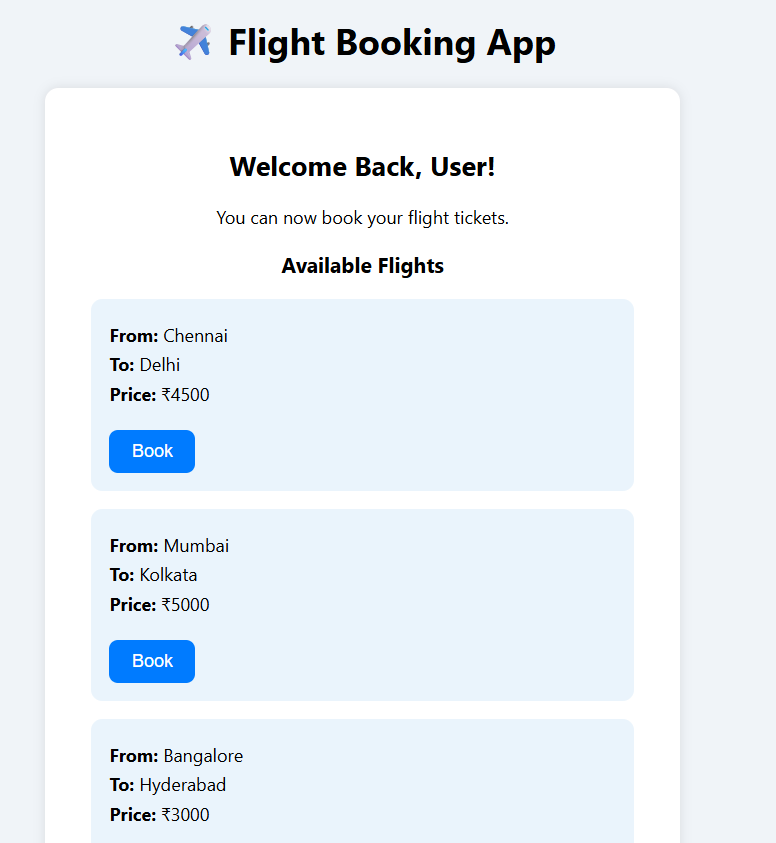 ✈️ Flight Booking App
Welcome Back, User!
You can now book your flight tickets.
Available Flights
From: Chennai
To: Delhi
Price: ₹4500
Book
From: Mumbai
To: Kolkata
Price: ₹5000
Book
From: Bangalore
To: Hyderabad
Price: ₹3000